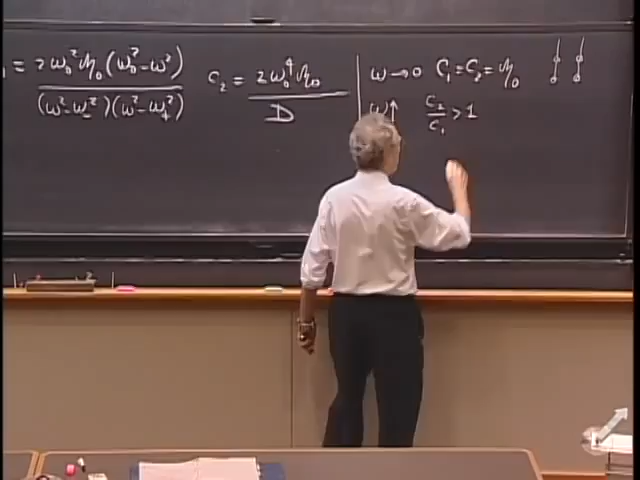 = 2ω₀²η₀(ω₀²-ω²) / (ω²-ω₋²)(ω²-ω₊²)
C₂ = 2ω₀⁴η₀ / D
ω→0 C₁=C₂=η₀
ω↑ C₂/C₁ >1